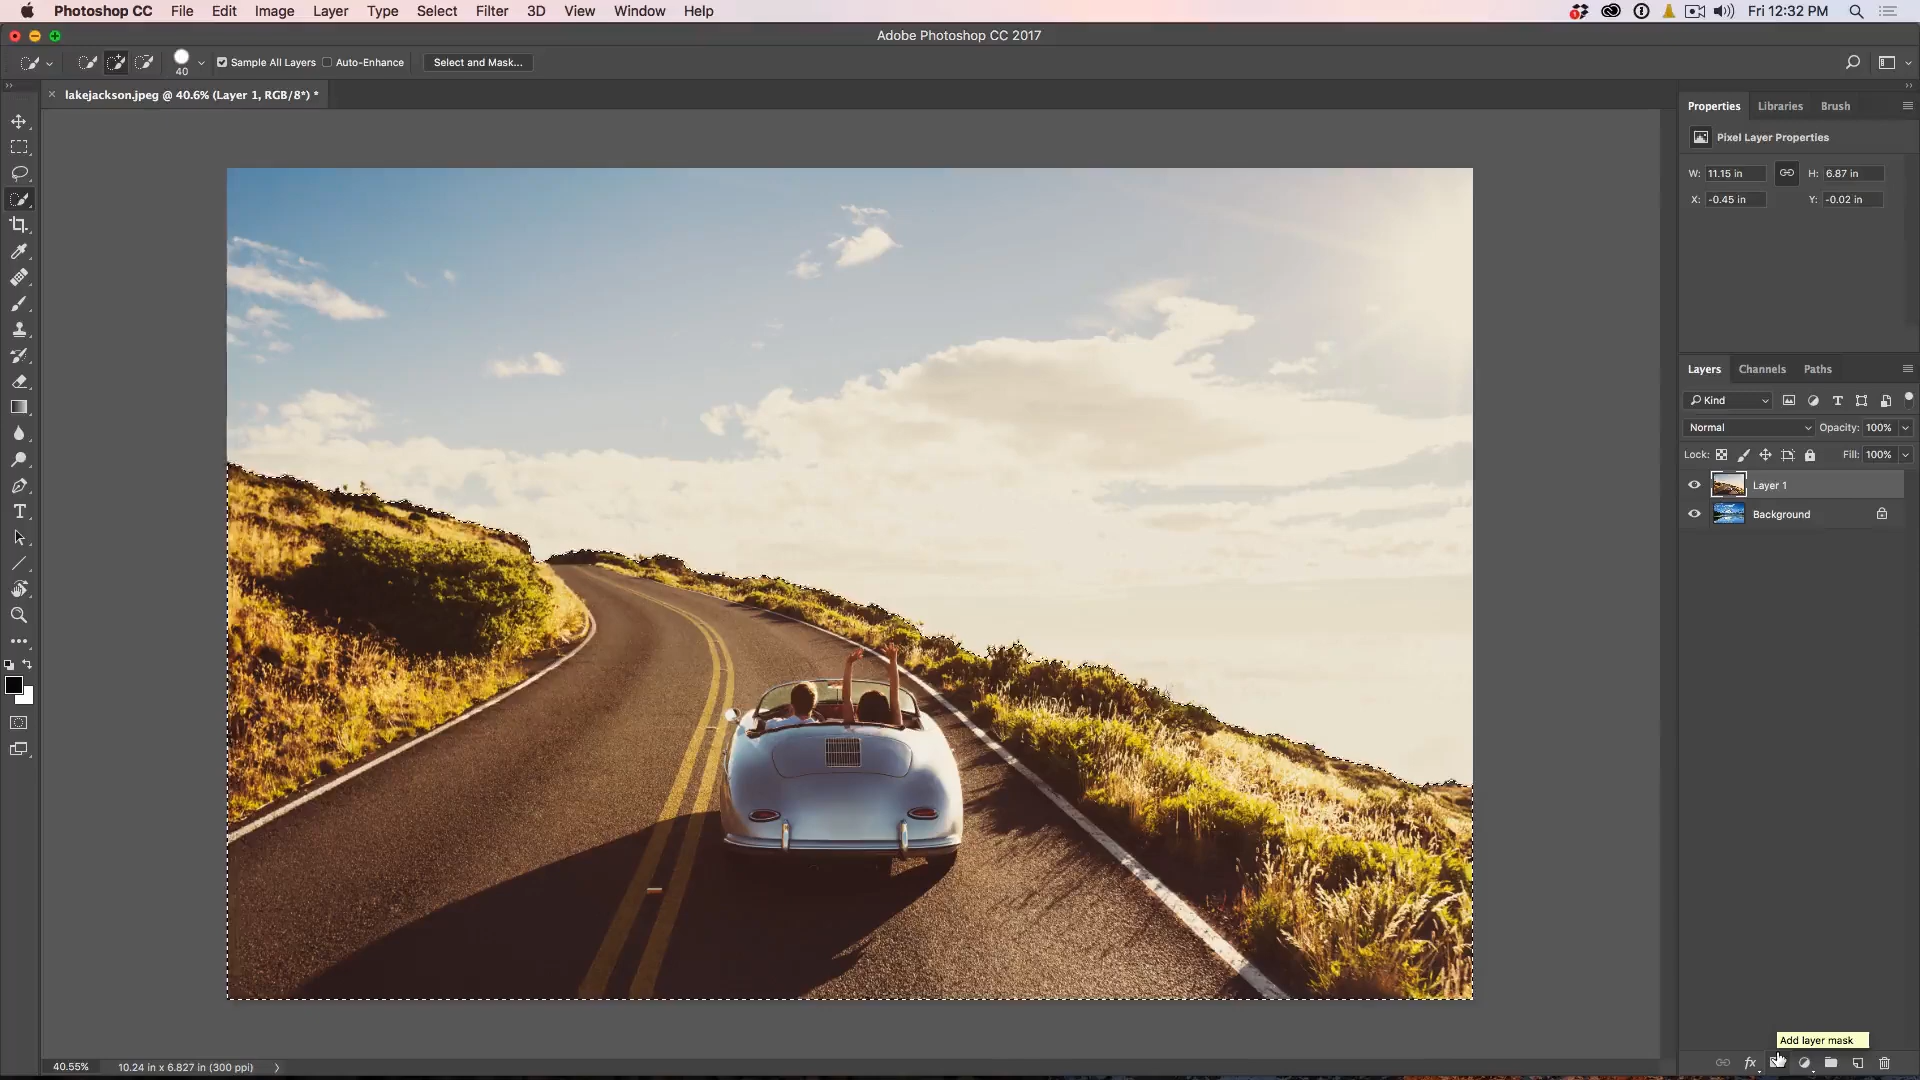 Photoshop CC File Edit Image Layer Type Select Filter 3D View Window Help Fri 12:32 PM
Adobe Photoshop CC 2017
40 Sample All Layers Auto-Enhance Select and Mask...
lakejackson.jpeg @ 40.6% (Layer 1, RGB/8*) *
Properties Libraries Brush
Pixel Layer Properties
W: 11.15 in H: 6.87 in
X: -0.45 in Y: -0.02 in
Layers Channels Paths
Kind
Normal Opacity: 100%
Lock: Fill: 100%
Layer 1
Background
Add layer mask
fx
40.55% 10.24 in x 6.827 in (300 ppi)